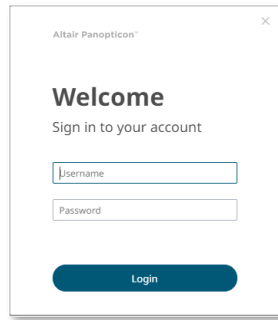 Altair Panopticon™
Welcome
Sign in to your account
Username
Password
Login